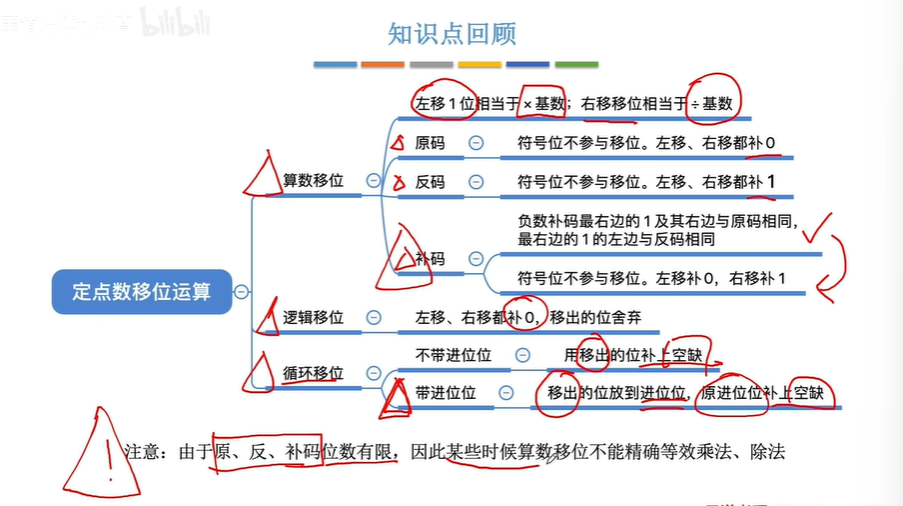 bilibili
知识点回顾
左移1位相当于×基数；右移移位相当于÷基数
原码
符号位不参与移位。左移、右移都补0
算数移位
反码
符号位不参与移位。左移、右移都补1
负数补码最右边的1及其右边与原码相同，
最右边的1的左边与反码相同
补码
符号位不参与移位。左移补0，右移补1
定点数移位运算
逻辑移位
左移、右移都补0，移出的位舍弃
不带进位位
用移出的位补上空缺
循环移位
带进位位
移出的位放到进位位，原进位位补上空缺
注意：由于原、反、补码位数有限，因此某些时候算数移位不能精确等效乘法、除法